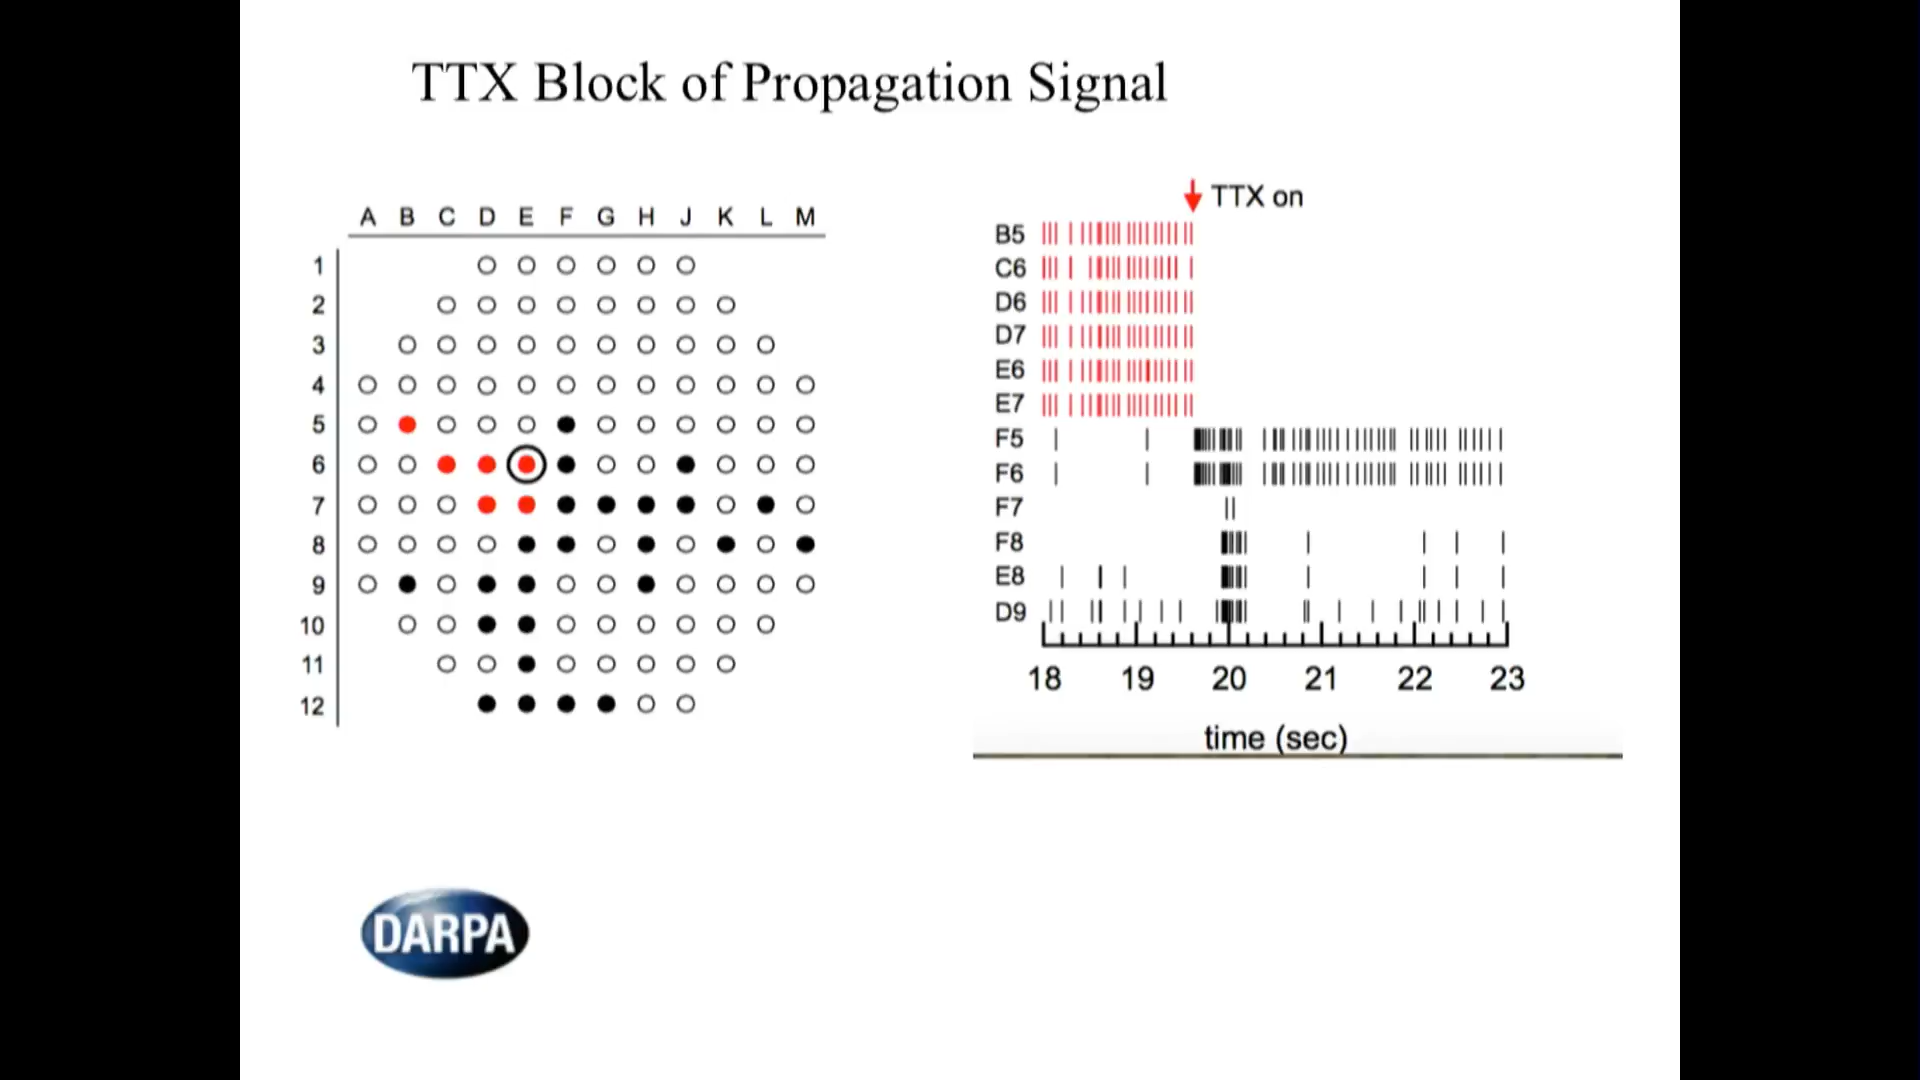 TTX Block of Propagation Signal
A B C D E F G H J K L M
1
2
3
4
5
6
7
8
9
10
11
12
TTX on
B5
C6
D6
D7
E6
E7
F5
F6
F7
F8
E8
D9
18 19 20 21 22 23
time (sec)
DARPA